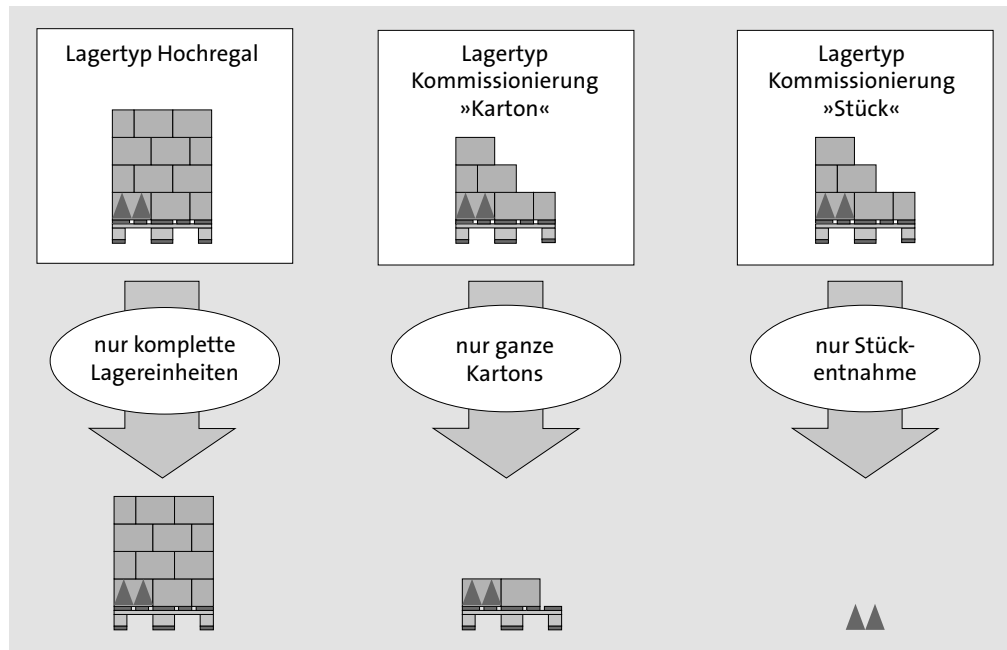 Lagertyp Hochregal
Lagertyp
Kommissionierung
»Karton«
Lagertyp
Kommissionierung
»Stück«
nur komplette
Lagereinheiten
nur ganze
Kartons
nur Stück-
entnahme